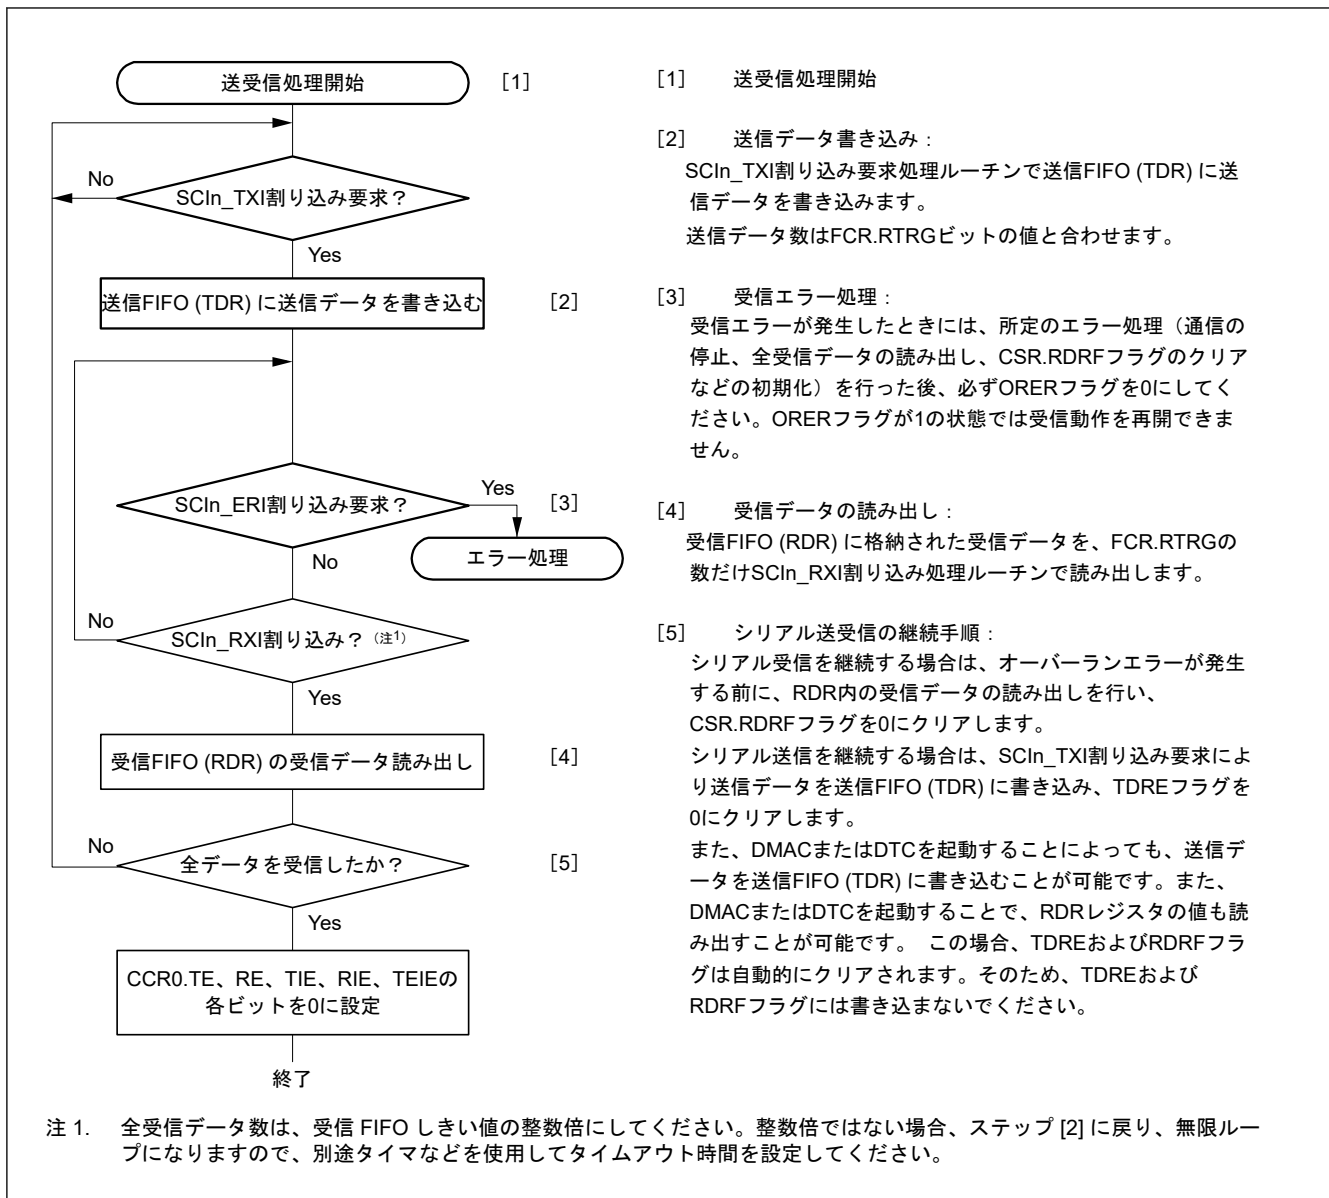 送受信処理開始
[1]
No
SCIn_TXI割り込み要求？
Yes
送信FIFO (TDR) に送信データを書き込む
[2]
SCIn_ERI割り込み要求？
Yes
[3]
エラー処理
No
No
SCIn_RXI割り込み？（注1）
Yes
受信FIFO (RDR) の受信データ読み出し
[4]
No
全データを受信したか？
[5]
Yes
CCR0.TE、RE、TIE、RIE、TEIEの
各ビットを0に設定
終了
[1] 送受信処理開始
[2] 送信データ書き込み：
SCIn_TXI割り込み要求処理ルーチンで送信FIFO (TDR) に送
信データを書き込みます。
送信データ数はFCR.RTRGビットの値と合わせます。
[3] 受信エラー処理：
受信エラーが発生したときには、所定のエラー処理（通信の
停止、全受信データの読み出し、CSR.RDRFフラグのクリア
などの初期化）を行った後、必ずORERフラグを0にしてく
ださい。ORERフラグが1の状態では受信動作を再開できま
せん。
[4] 受信データの読み出し：
受信FIFO (RDR) に格納された受信データを、FCR.RTRGの
数だけSCIn_RXI割り込み処理ルーチンで読み出します。
[5] シリアル送受信の継続手順：
シリアル受信を継続する場合は、オーバーランエラーが発生
する前に、RDR内の受信データの読み出しを行い、
CSR.RDRFフラグを0にクリアします。
シリアル送信を継続する場合は、SCIn_TXI割り込み要求によ
り送信データを送信FIFO (TDR) に書き込み、TDREフラグを
0にクリアします。
また、DMACまたはDTCを起動することによっても、送信デ
ータを送信FIFO (TDR) に書き込むことが可能です。また、
DMACまたはDTCを起動することで、RDRレジスタの値も読
み出すことが可能です。 この場合、TDREおよびRDRFフラ
グは自動的にクリアされます。そのため、TDREおよび
RDRFフラグには書き込まないでください。
注 1. 全受信データ数は、受信 FIFO しきい値の整数倍にしてください。整数倍ではない場合、ステップ [2] に戻り、無限ルー
プになりますので、別途タイマなどを使用してタイムアウト時間を設定してください。